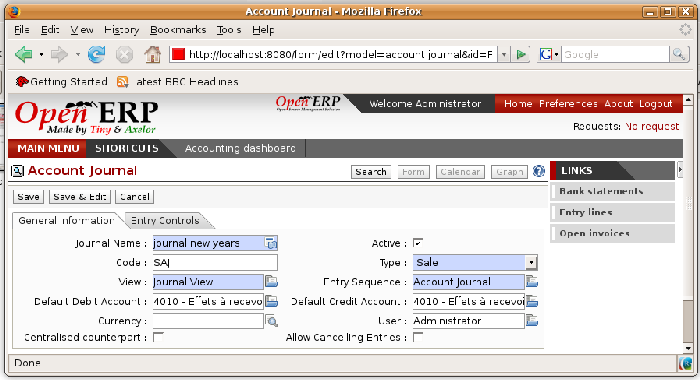 Account Journal - Mozilla Firefox
File Edit View History Bookmarks Tools Help
http://localhost:8080/form/edit?model=account.journal&id=F
Google
Getting Started Latest BBC Headlines
Open ERP
Made by Tiny & Axelor
Open ERP
Welcome Administrator
Home Preferences About Logout
Requests: No request
MAIN MENU SHORTCUTS Accounting dashboard
Account Journal
Search Form Calendar Graph
LINKS
Save Save & Edit Cancel
Bank statements
Entry lines
Open invoices
General Information Entry Controls
Journal Name : journal new years Active :
Code : SAJ Type : Sale
View : Journal View Entry Sequence : Account Journal
Default Debit Account : 4010 - Effets à recevo Default Credit Account : 4010 - Effets à recevoi
Currency : User : Administrator
Centralised counterpart : Allow Cancelling Entries :
Done